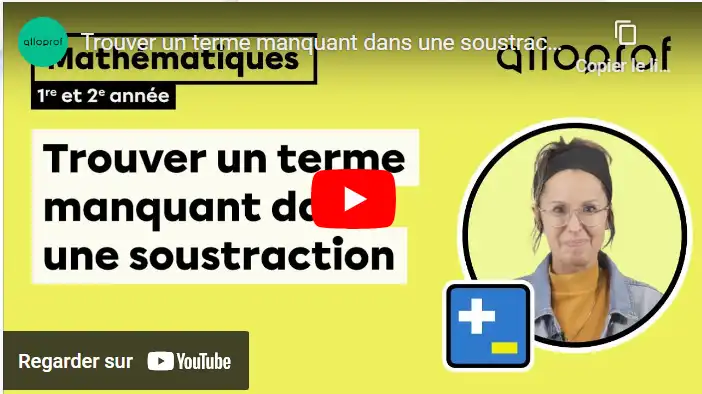 alloprof
Trouver un terme manquant dans une soustrac...
Copier le li...
Mathématiques
alloprof
1re et 2e année
Trouver un terme
manquant da
une soustraction
Regarder sur YouTube